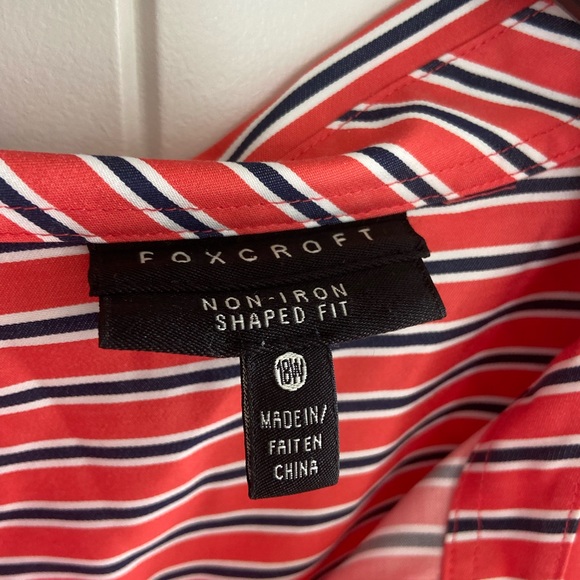 FOXCROFT
NON-IRON
SHAPED FIT
18W
MADE IN/
FAIT EN
CHINA